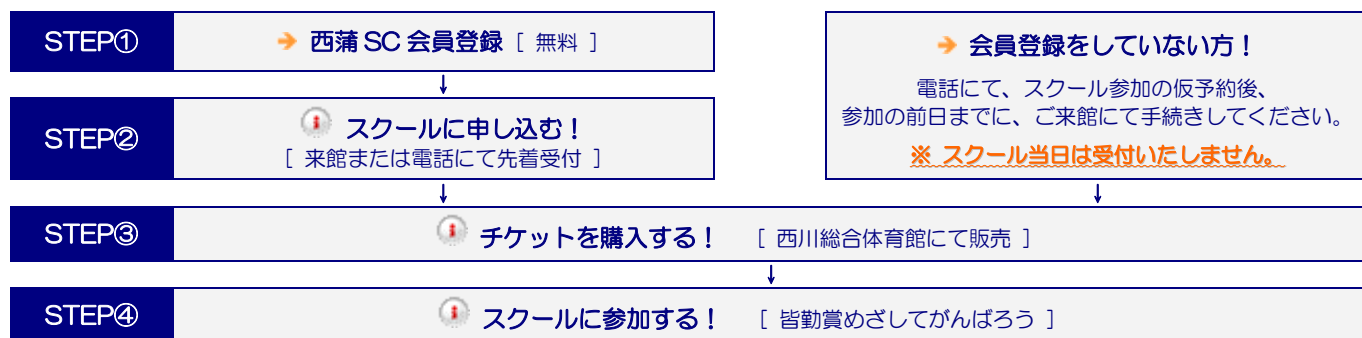 STEP①
西蒲 SC 会員登録 [ 無料 ]
STEP②
スクールに申し込む！
[ 来館または電話にて先着受付 ]
会員登録をしていない方！
電話にて、スクール参加の仮予約後、
参加の前日までに、ご来館にて手続きしてください。
※ スクール当日は受付いたしません。
STEP③
チケットを購入する！ [ 西川総合体育館にて販売 ]
STEP④
スクールに参加する！ [ 皆勤賞めざしてがんばろう ]